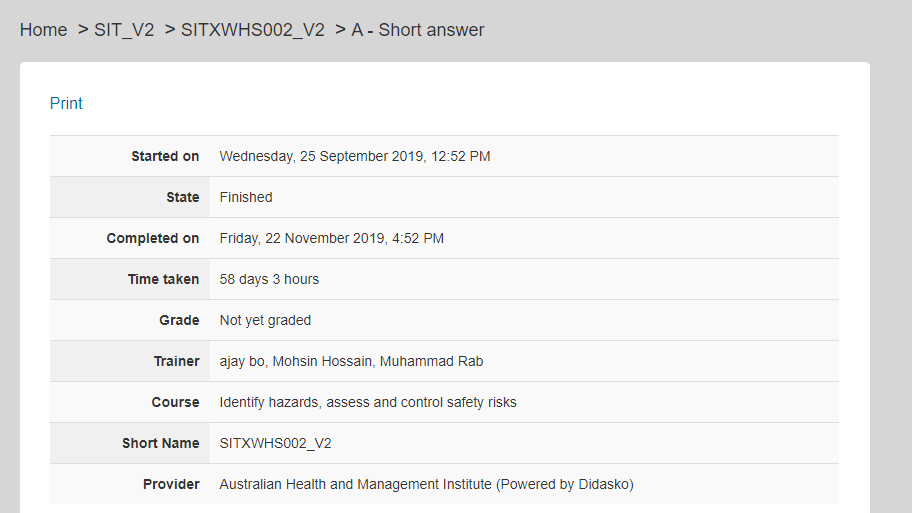 Home > SIT_V2 > SITXWHS002_V2 > A - Short answer
Print
Started on Wednesday, 25 September 2019, 12:52 PM
State Finished
Completed on Friday, 22 November 2019, 4:52 PM
Time taken 58 days 3 hours
Grade Not yet graded
Trainer ajay bo, Mohsin Hossain, Muhammad Rab
Course Identify hazards, assess and control safety risks
Short Name SITXWHS002_V2
Provider Australian Health and Management Institute (Powered by Didasko)